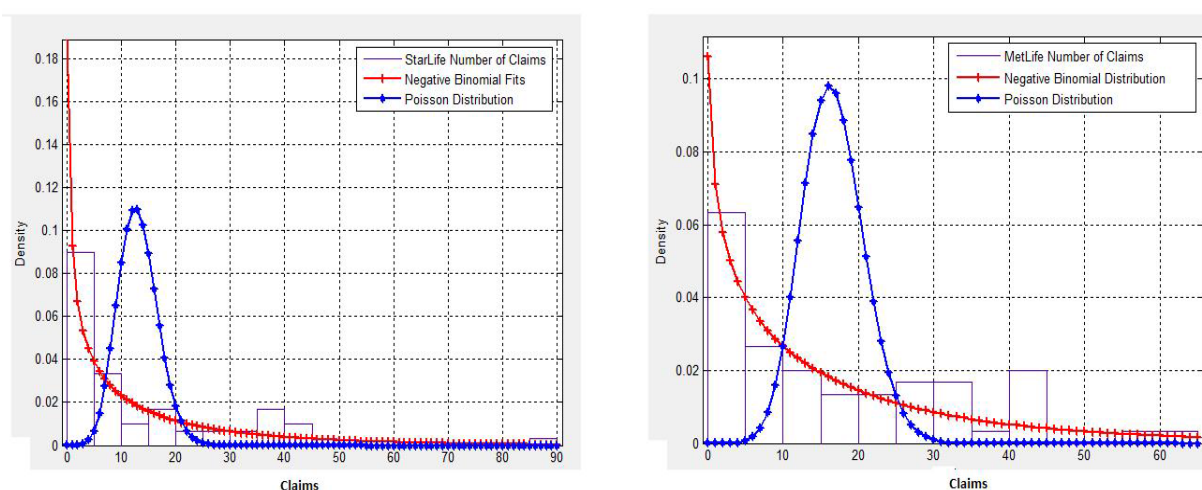 StarLife Number of Claims
Negative Binomial Fits
Poisson Distribution
0.18
0.16
0.14
0.12
0.1
0.08
0.06
0.04
0.02
0
Density
0 10 20 30 40 50 60 70 80 90
Claims
MetLife Number of Claims
Negative Binomial Distribution
Poisson Distribution
0.1
0.08
0.06
0.04
0.02
0
Density
0 10 20 30 40 50 60
Claims